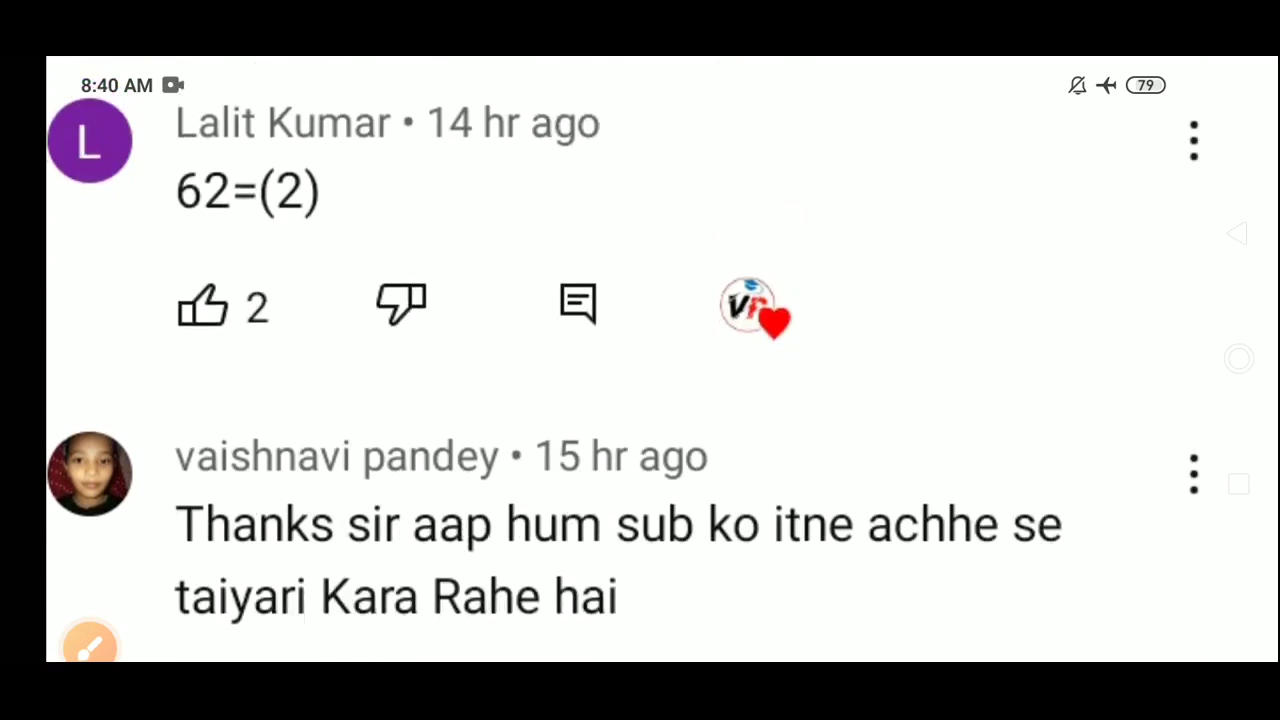 8:40 AM
79
L
Lalit Kumar • 14 hr ago
62=(2)
2
VP
vaishnavi pandey • 15 hr ago
Thanks sir aap hum sub ko itne achhe se
taiyari Kara Rahe hai